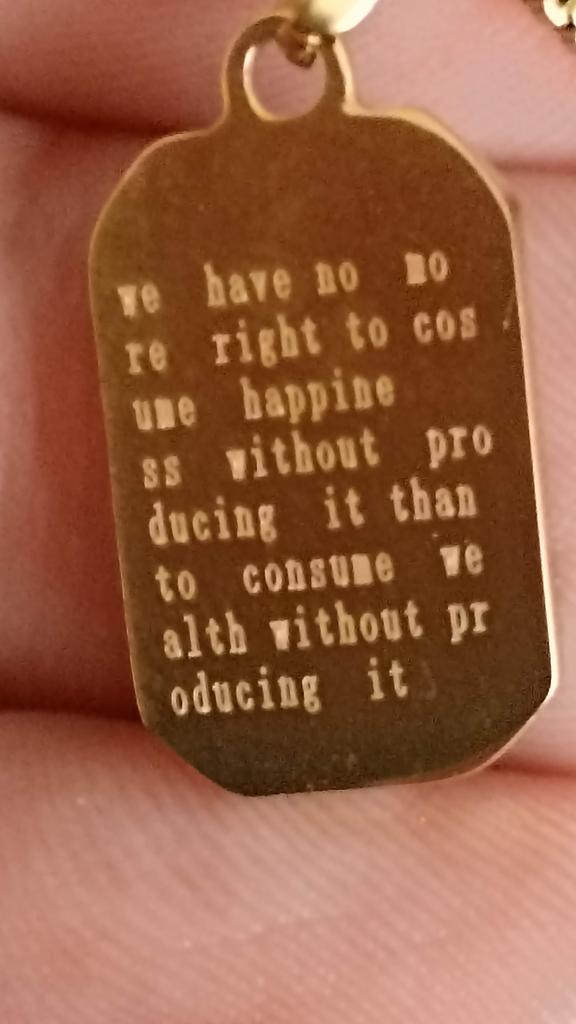 we have no mo
re right to cos
ume happine
ss without pro
ducing it than
to consume we
alth without pr
oducing it